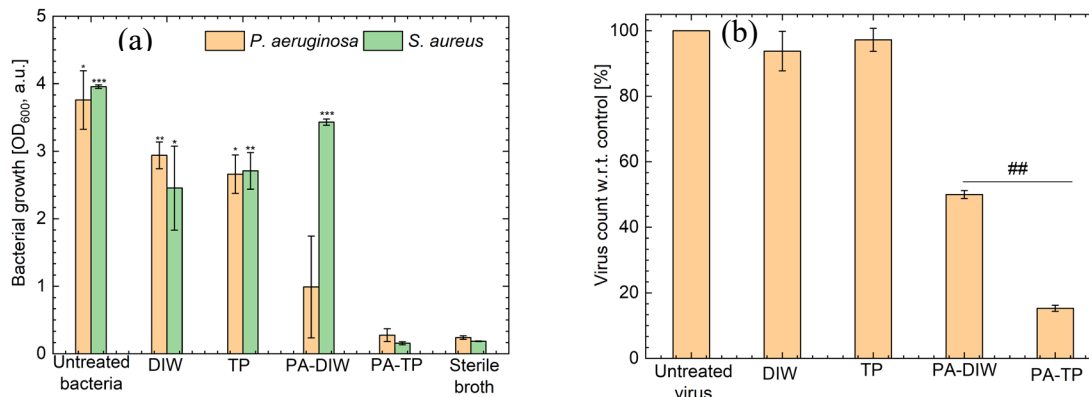 (a)
P. aeruginosa
S. aureus
Bacterial growth [OD600, a.u.]
5
4
3
2
1
0
*
***
**
*
*
**
***
Untreated bacteria
DIW
TP
PA-DIW
PA-TP
Sterile broth
(b)
Virus count w.r.t. control [%]
100
80
60
40
20
0
##
Untreated virus
DIW
TP
PA-DIW
PA-TP